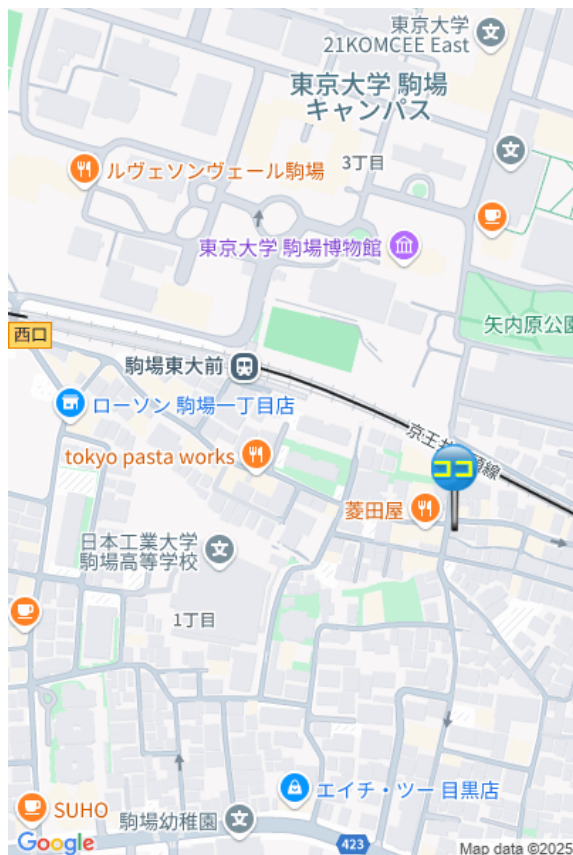 東京大学
21KOMCEE East
東京大学 駒場
キャンパス
3丁目
ルヴェソンヴェール駒場
東京大学 駒場博物館
矢内原公園
西口
駒場東大前
ローソン 駒場一丁目店
京王井の頭線
tokyo pasta works
ココ
菱田屋
日本工業大学
駒場高等学校
1丁目
エイチ・ツー 目黒店
SUHO
駒場幼稚園
423
Google
Map data ©2025